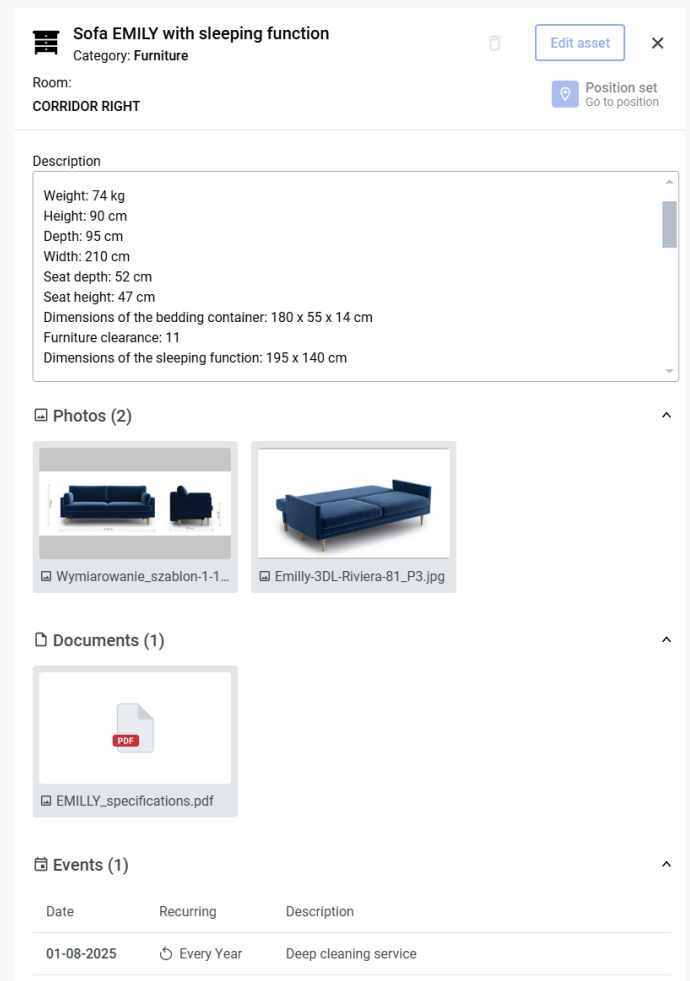 Sofa EMILY with sleeping function
Category: Furniture
Edit asset
Room:
CORRIDOR RIGHT
Position set
Go to position
Description
Weight: 74 kg
Height: 90 cm
Depth: 95 cm
Width: 210 cm
Seat depth: 52 cm
Seat height: 47 cm
Dimensions of the bedding container: 180 x 55 x 14 cm
Furniture clearance: 11
Dimensions of the sleeping function: 195 x 140 cm
Photos (2)
Wymiarowanie_szablon-1-1...
Emilly-3DL-Riviera-81_P3.jpg
Documents (1)
PDF
EMILLY_specifications.pdf
Events (1)
Date Recurring Description
01-08-2025 Every Year Deep cleaning service